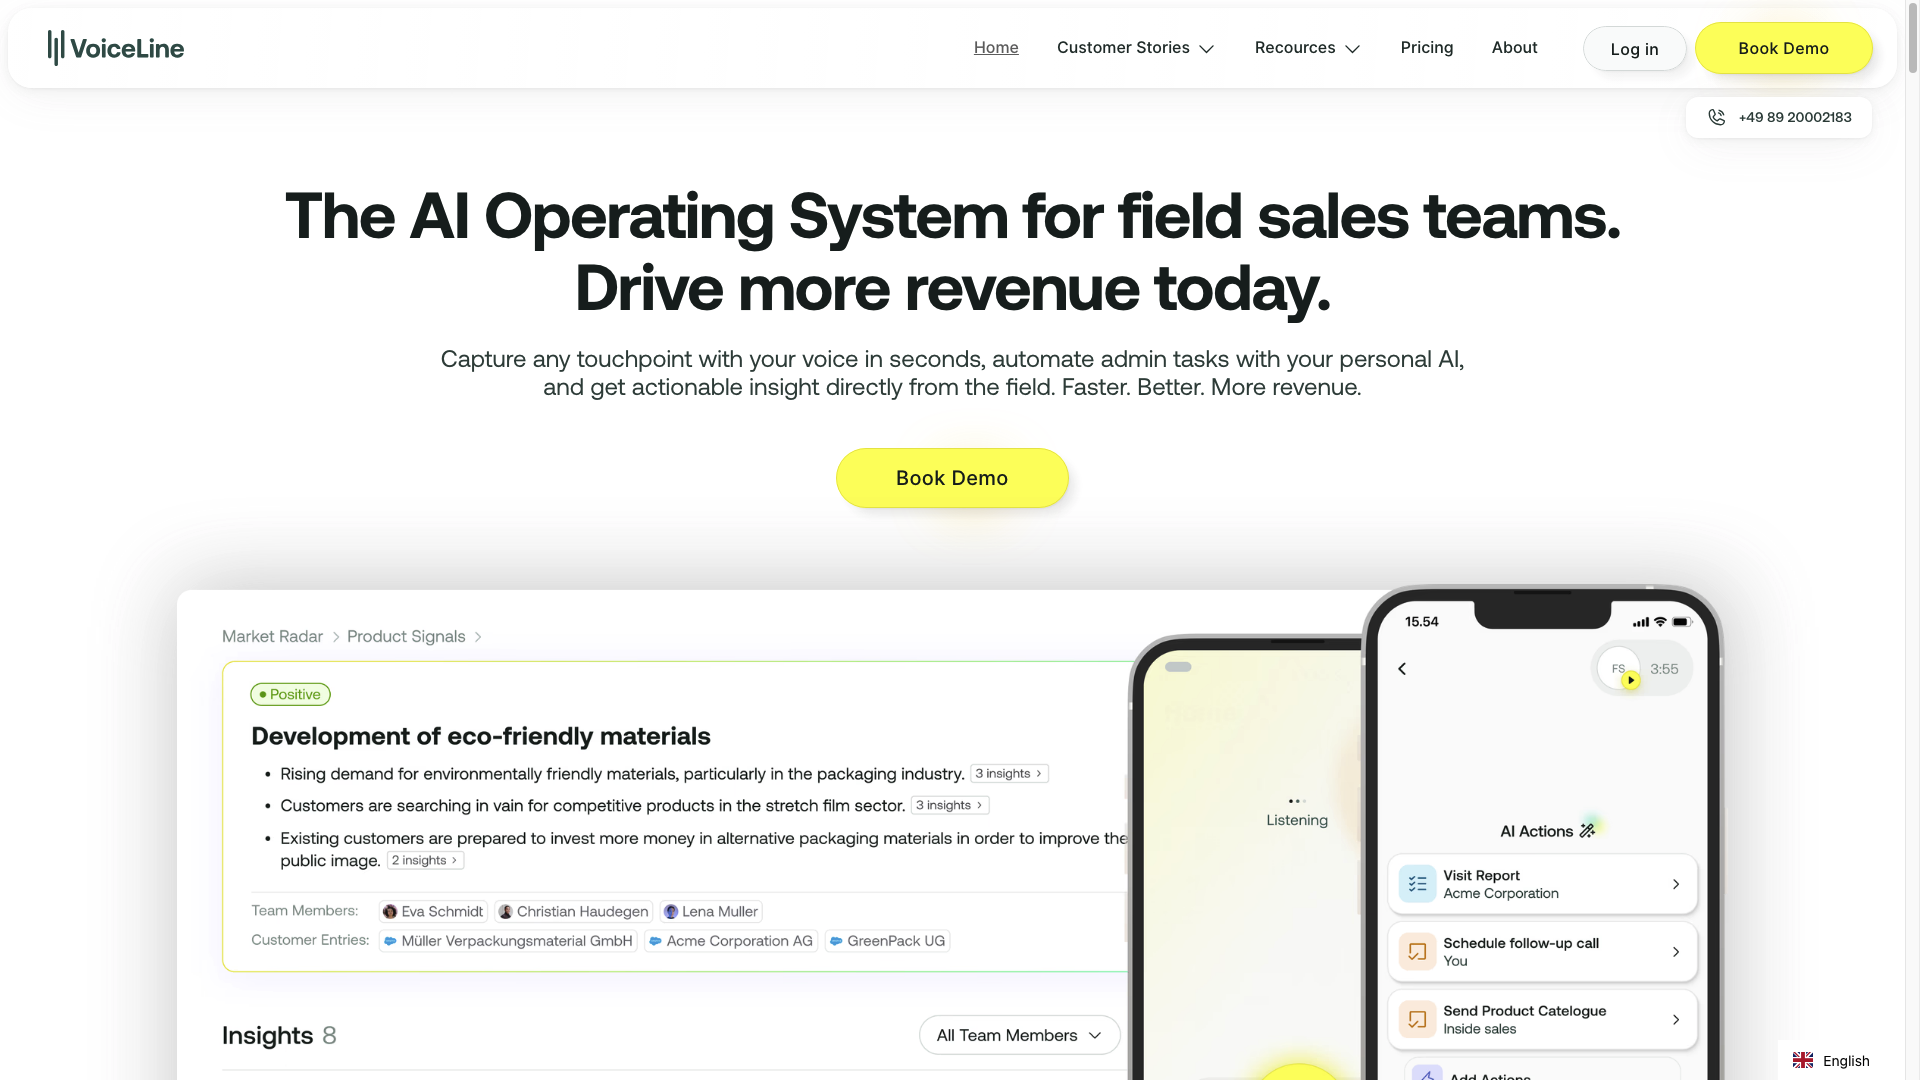 VoiceLine
Home
Customer Stories
Recources
Pricing
About
Log in
Book Demo
+49 89 20002183
The AI Operating System for field sales teams.
Drive more revenue today.
Capture any touchpoint with your voice in seconds, automate admin tasks with your personal AI,
and get actionable insight directly from the field. Faster. Better. More revenue.
Book Demo
Market Radar > Product Signals >
Positive
Development of eco-friendly materials
• Rising demand for environmentally friendly materials, particularly in the packaging industry. 3 insights >
• Customers are searching in vain for competitive products in the stretch film sector. 3 insights >
• Existing customers are prepared to invest more money in alternative packaging materials in order to improve the
public image. 2 insights >
Team Members: Eva Schmidt Christian Haudegen Lena Muller
Customer Entries: Müller Verpackungsmaterial GmbH Acme Corporation AG GreenPack UG
Insights 8
All Team Members
Listening
15.54
FS
3:55
AI Actions
Visit Report
Acme Corporation
Schedule follow-up call
You
Send Product Catelogue
Inside sales
Add Actions
English